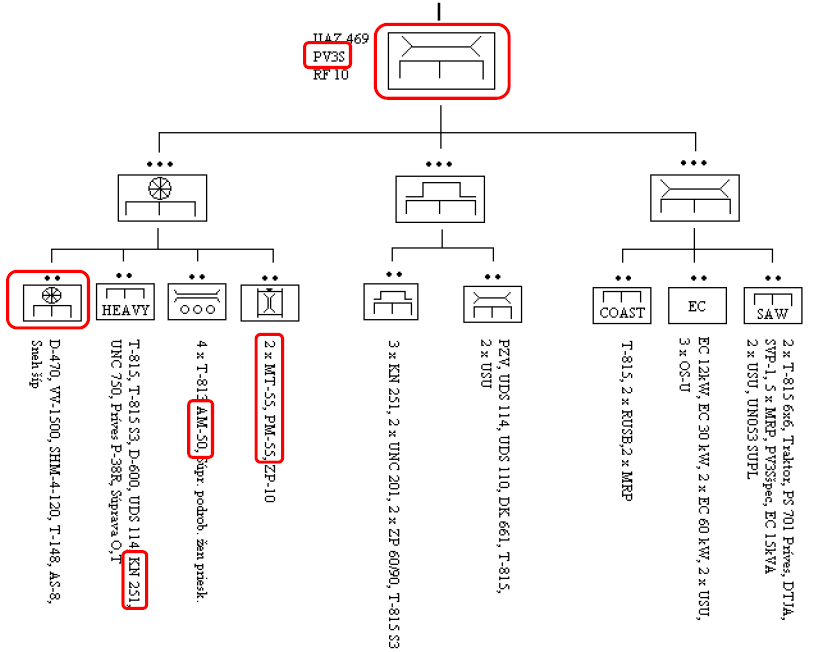 UAZ 469
PV3S
RF 10
HEAVY
COAST
EC
SAW
D-470, VV-1500, SHM-4-120, T-148, AS-8,
Sneh šíp
T-815, T-815 S3, D-600, UDS 114, KN 251,
UNC 750, Príves P-38R, Súprava O,T
4 x T-813 AM-50, Súpr. podrob. žen priesk.
2 x MT-55, PM-55, ZP-10
3 x KN 251, 2 x UNC 201, 2 x ZP 60/90, T-815 S3
PZV, UDS 114, UDS 110, DK 661, T-815,
2 x USU
T-815, 2 x RUSB,2 x MRP
EC 12kW, EC 30 kW, 2 x EC 60 kW, 2 x USU,
3 x OS-U
2 x T-815 6x6, Traktor, PS 701 Príves, DTJA,
SVP-1, 5 x MRP, PV3Sšpec, EC 15kVA
2 x USU, UN053 SUPL